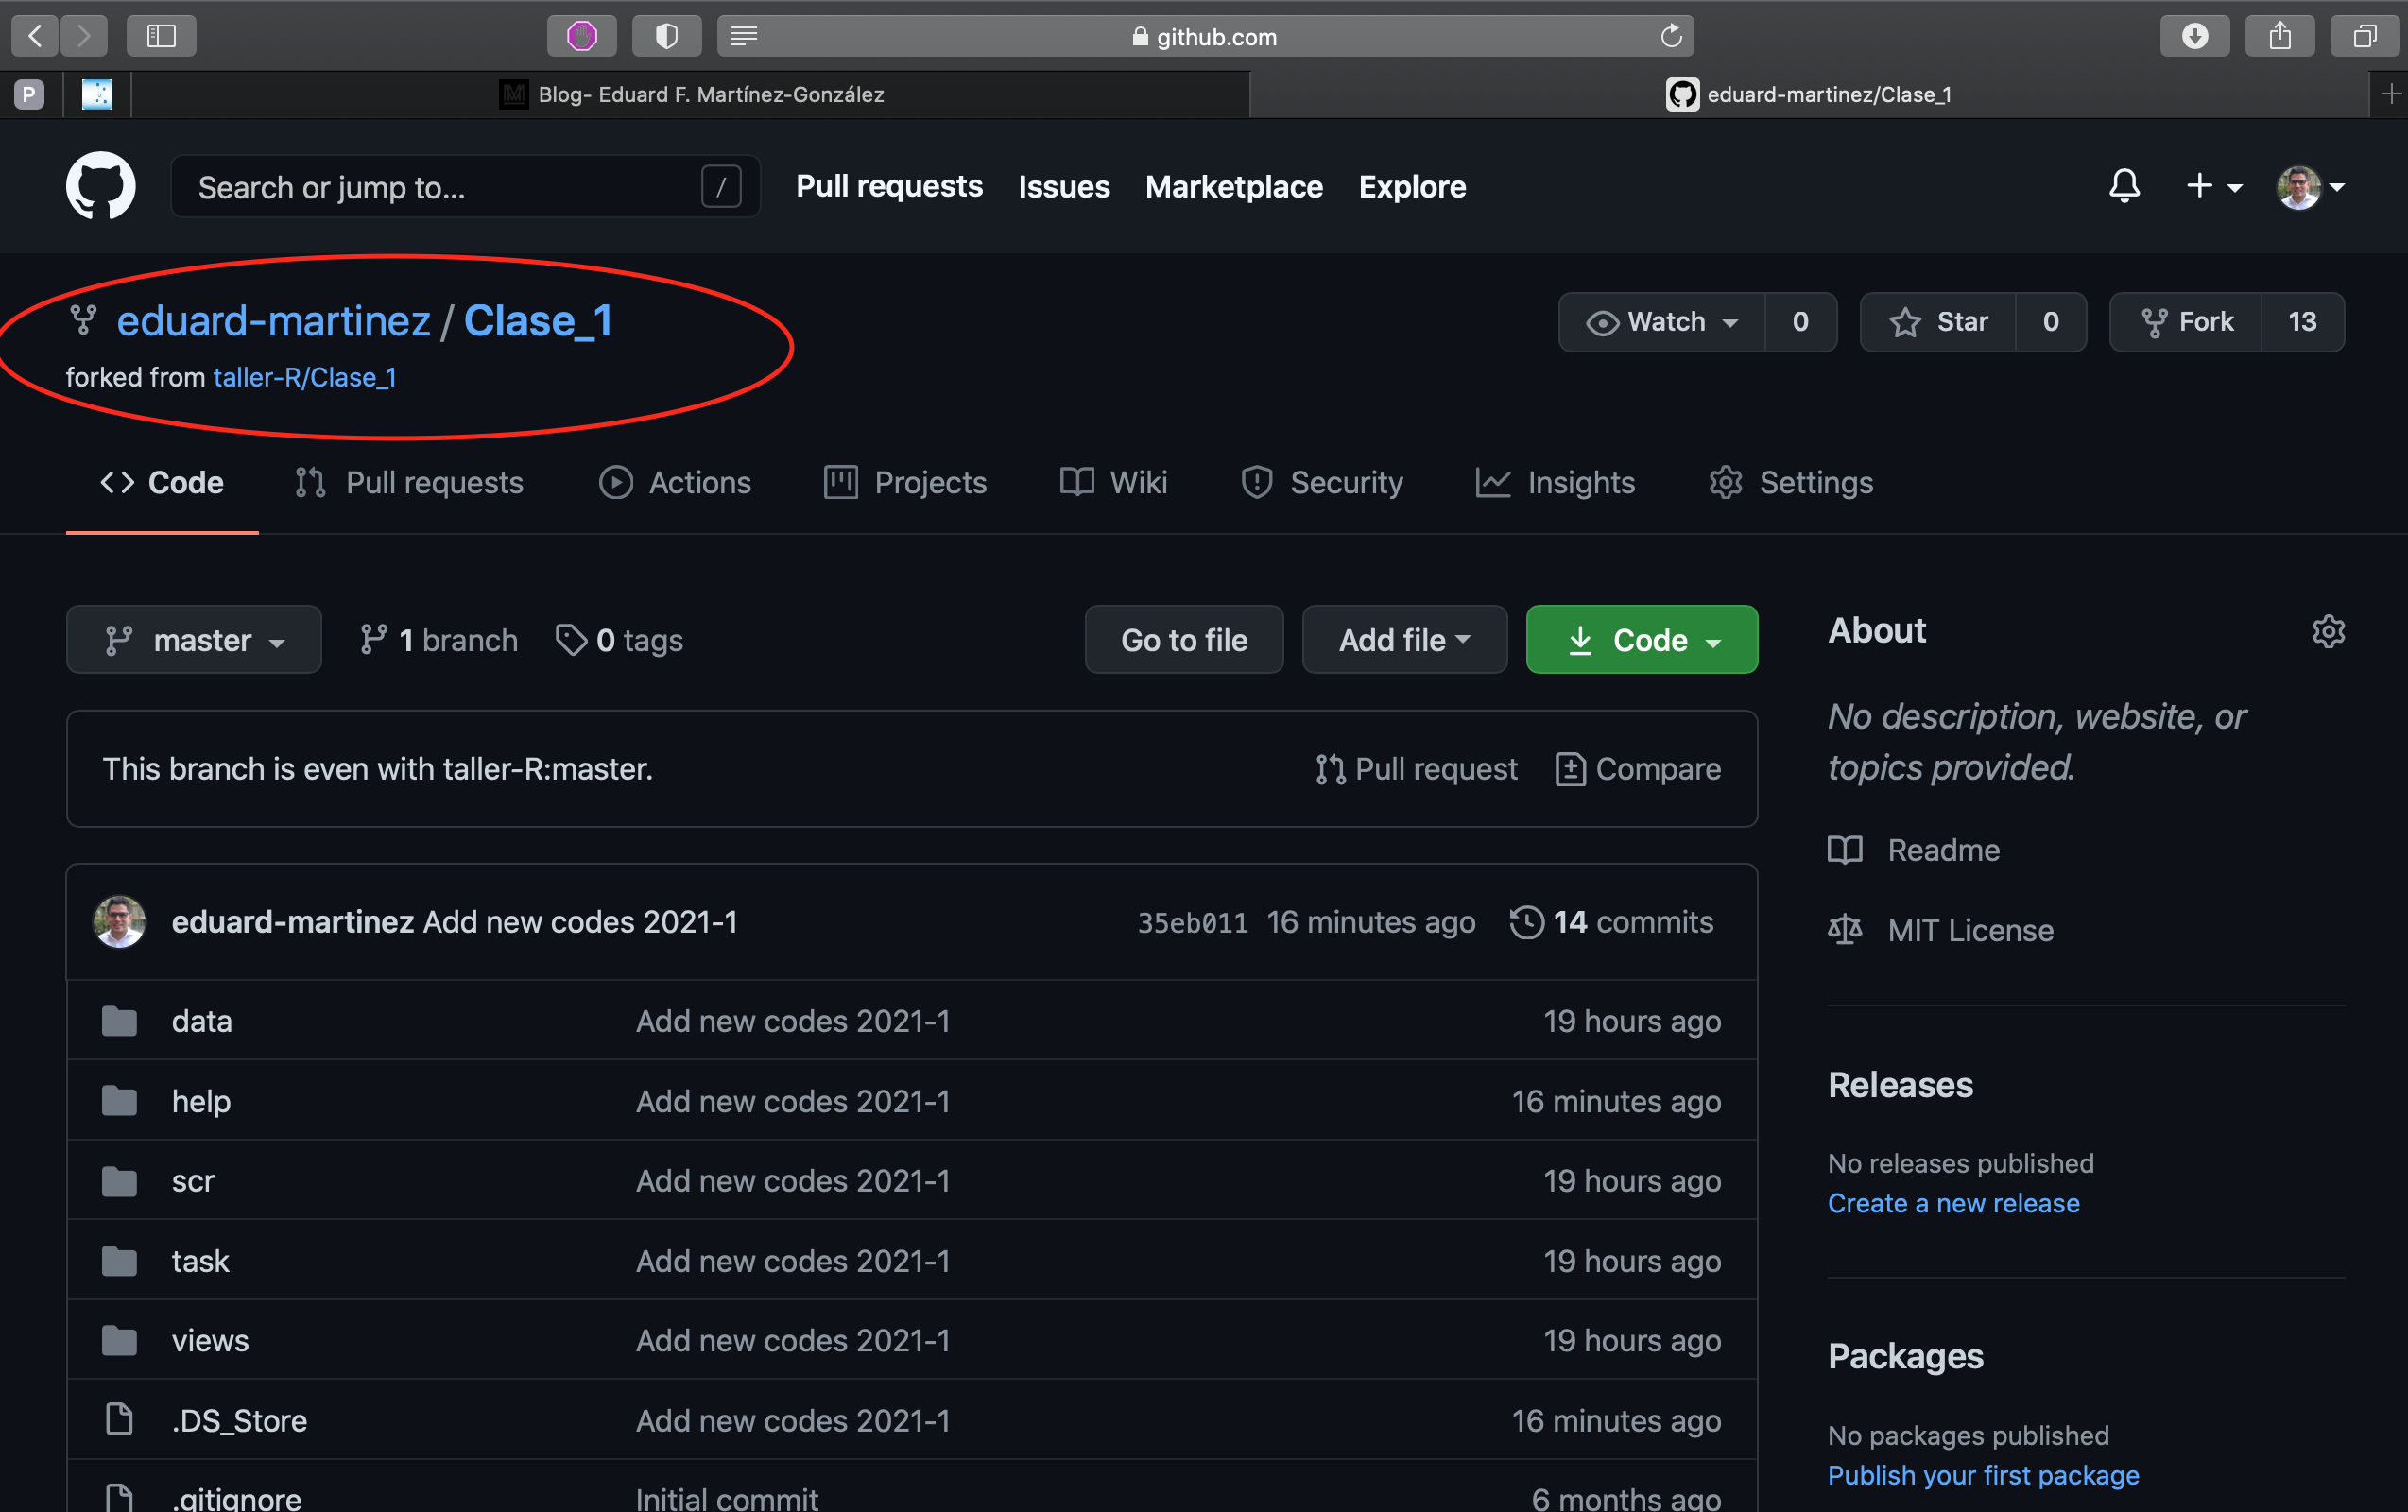 github.com
P
Blog- Eduard F. Martínez-González
eduard-martinez/Clase_1
Search or jump to...
/
Pull requests
Issues
Marketplace
Explore
eduard-martinez / Clase_1
forked from taller-R/Clase_1
Watch 0
Star 0
Fork 13
Code
Pull requests
Actions
Projects
Wiki
Security
Insights
Settings
master
1 branch
0 tags
Go to file
Add file
Code
This branch is even with taller-R:master.
Pull request
Compare
eduard-martinez Add new codes 2021-1
35eb011 16 minutes ago
14 commits
data Add new codes 2021-1 19 hours ago
help Add new codes 2021-1 16 minutes ago
scr Add new codes 2021-1 19 hours ago
task Add new codes 2021-1 19 hours ago
views Add new codes 2021-1 19 hours ago
.DS_Store Add new codes 2021-1 16 minutes ago
.gitignore Initial commit 6 months ago
About
No description, website, or
topics provided.
Readme
MIT License
Releases
No releases published
Create a new release
Packages
No packages published
Publish your first package